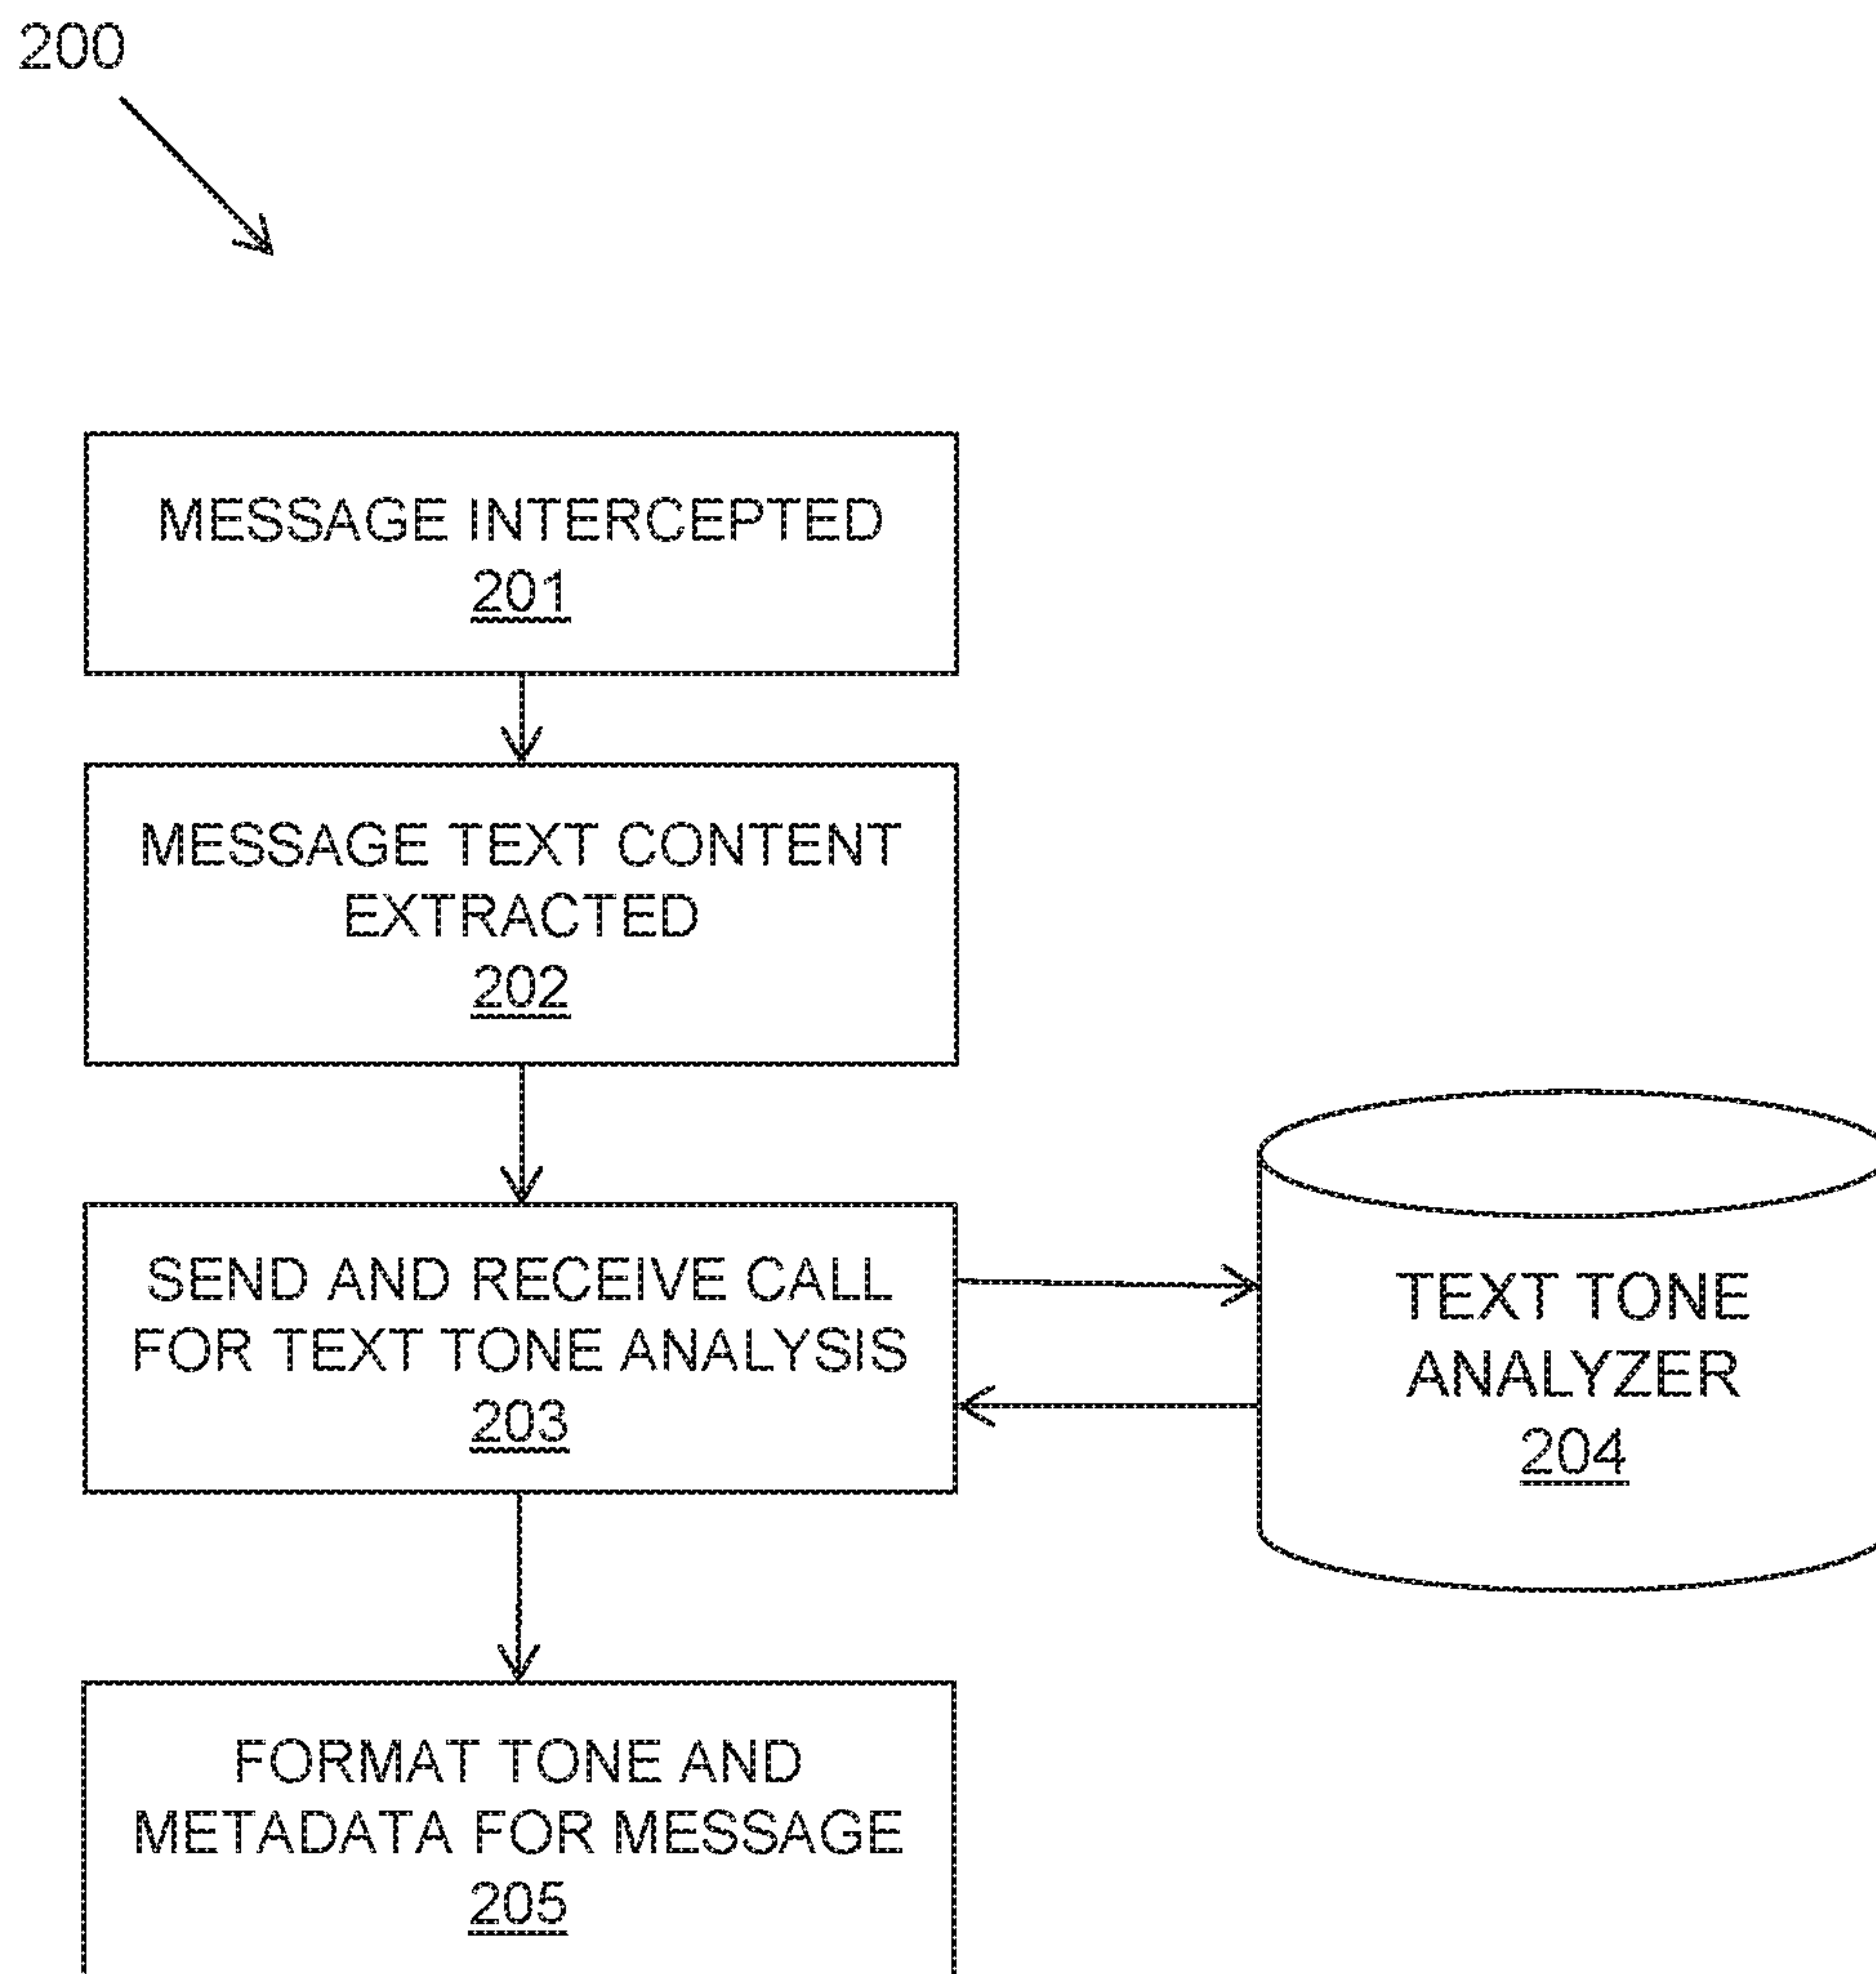 200
MESSAGE INTERCEPTED
201
MESSAGE TEXT CONTENT
EXTRACTED
202
SEND AND RECEIVE CALL
FOR TEXT TONE ANALYSIS
203
TEXT TONE
ANALYZER
204
FORMAT TONE AND
METADATA FOR MESSAGE
205